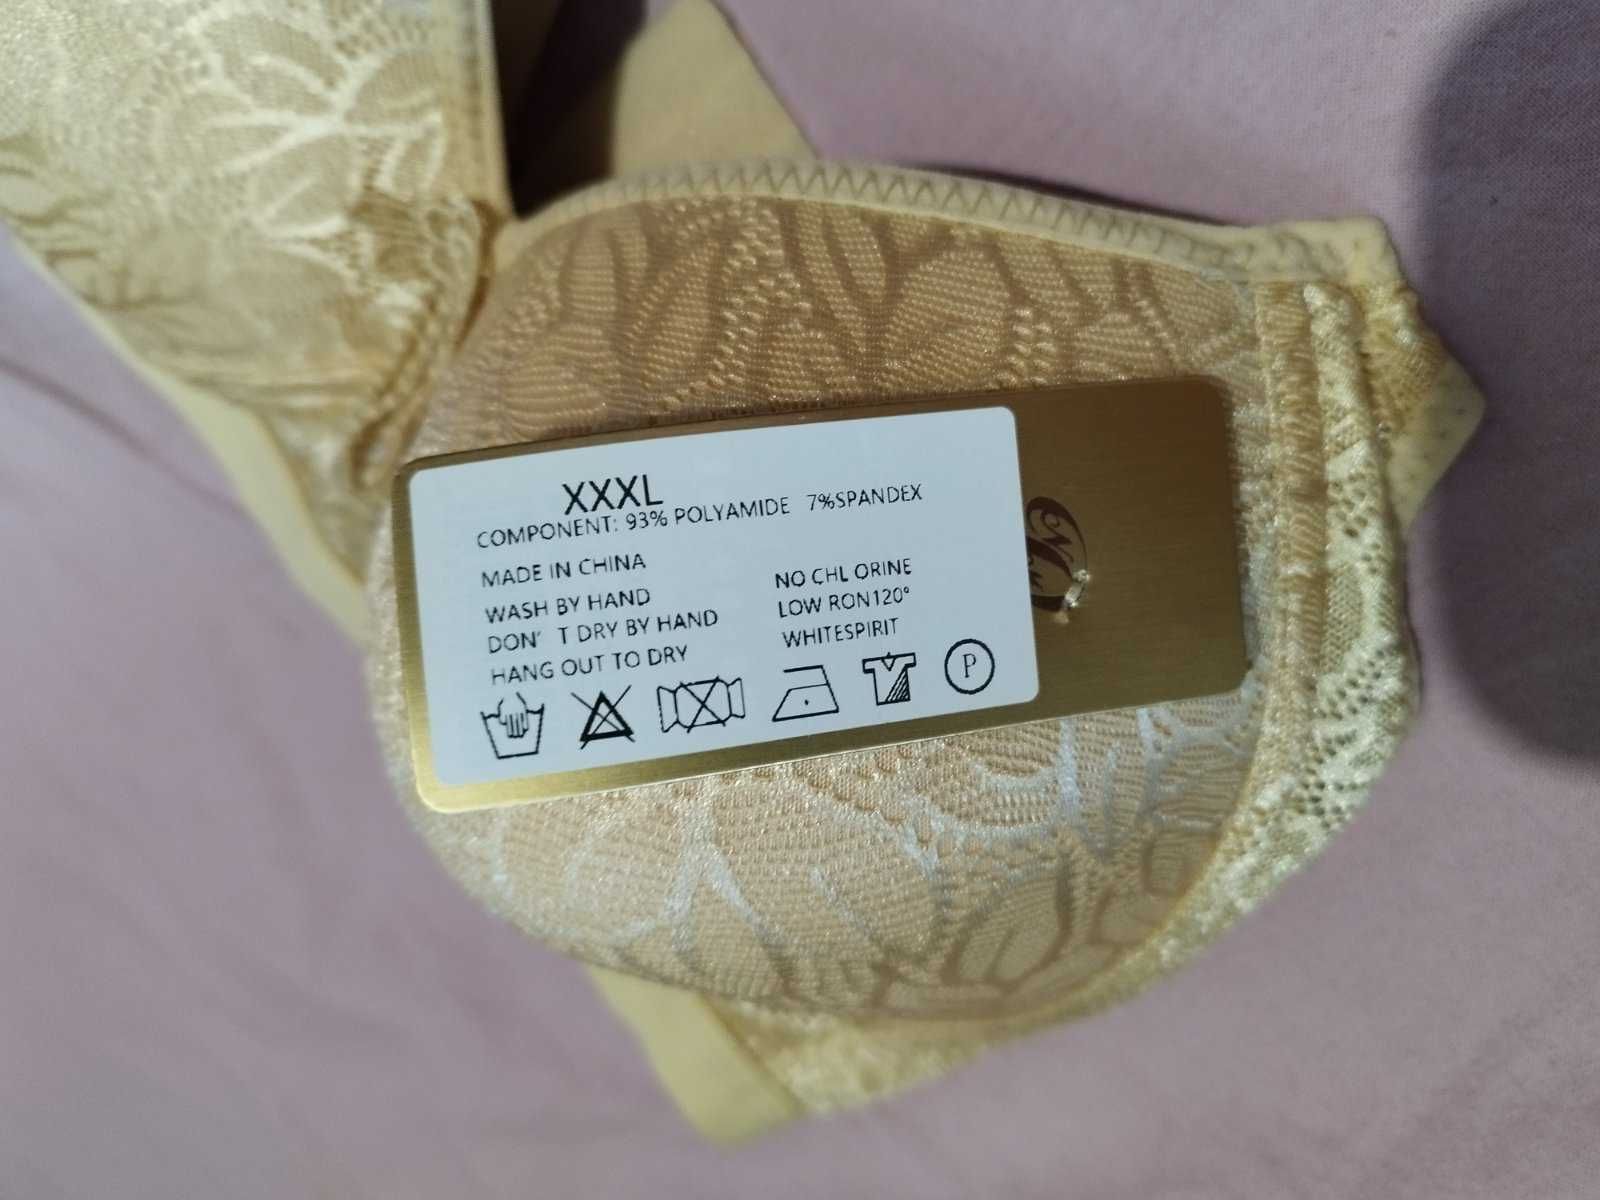 XXXL
COMPONENT: 93% POLYAMIDE 7%SPANDEX
MADE IN CHINA
WASH BY HAND
DON' T DRY BY HAND
HANG OUT TO DRY
NO CHL ORINE
LOW RON120°
WHITESPIRIT
P